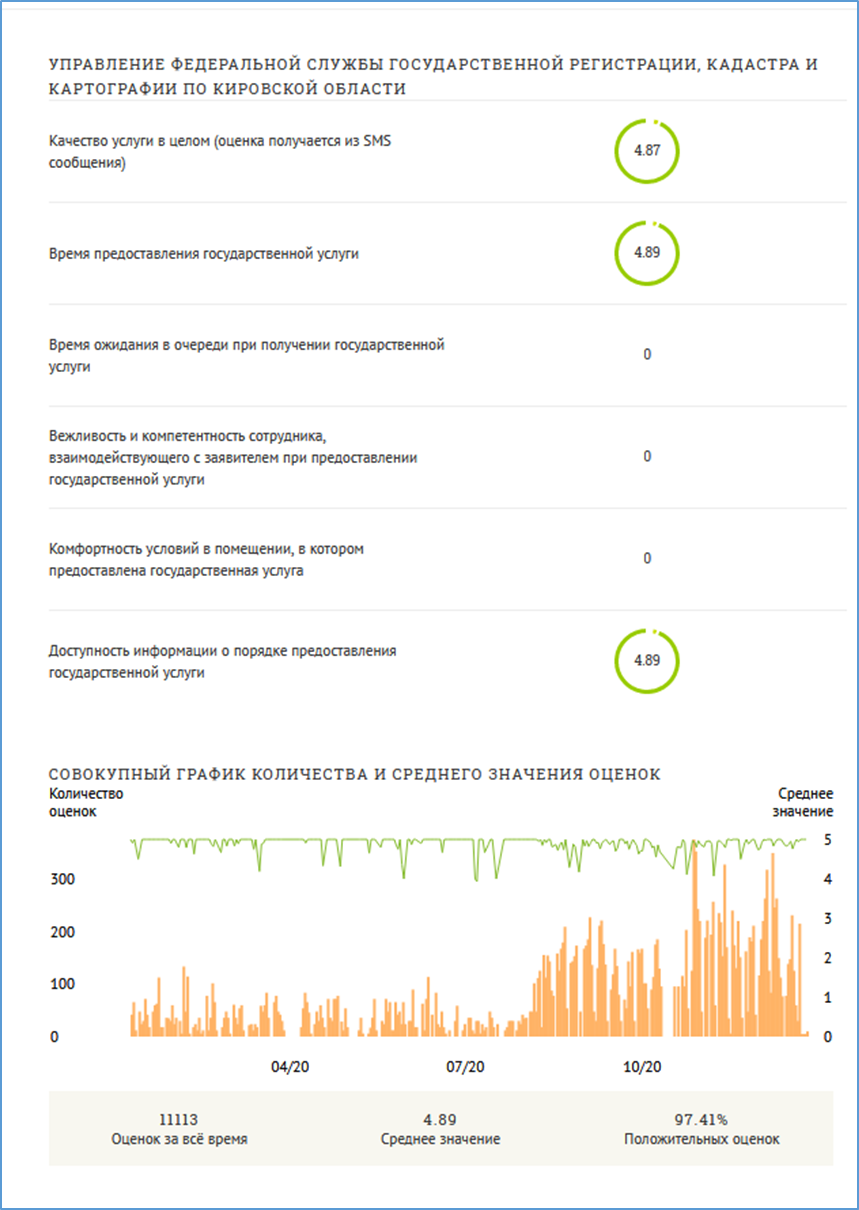 УПРАВЛЕНИЕ ФЕДЕРАЛЬНОЙ СЛУЖБЫ ГОСУДАРСТВЕННОЙ РЕГИСТРАЦИИ, КАДАСТРА И
КАРТОГРАФИИ ПО КИРОВСКОЙ ОБЛАСТИ
Качество услуги в целом (оценка получается из SMS
сообщения)
4.87
Время предоставления государственной услуги
4.89
Время ожидания в очереди при получении государственной
услуги
0
Вежливость и компетентность сотрудника,
взаимодействующего с заявителем при предоставлении
государственной услуги
0
Комфортность условий в помещении, в котором
предоставлена государственная услуга
0
Доступность информации о порядке предоставления
государственной услуги
4.89
СОВОКУПНЫЙ ГРАФИК КОЛИЧЕСТВА И СРЕДНЕГО ЗНАЧЕНИЯ ОЦЕНОК
Количество
оценок
Среднее
значение
300
200
100
0
5
4
3
2
1
0
04/20 07/20 10/20
11113 4.89 97.41%
Оценок за всё время Среднее значение Положительных оценок